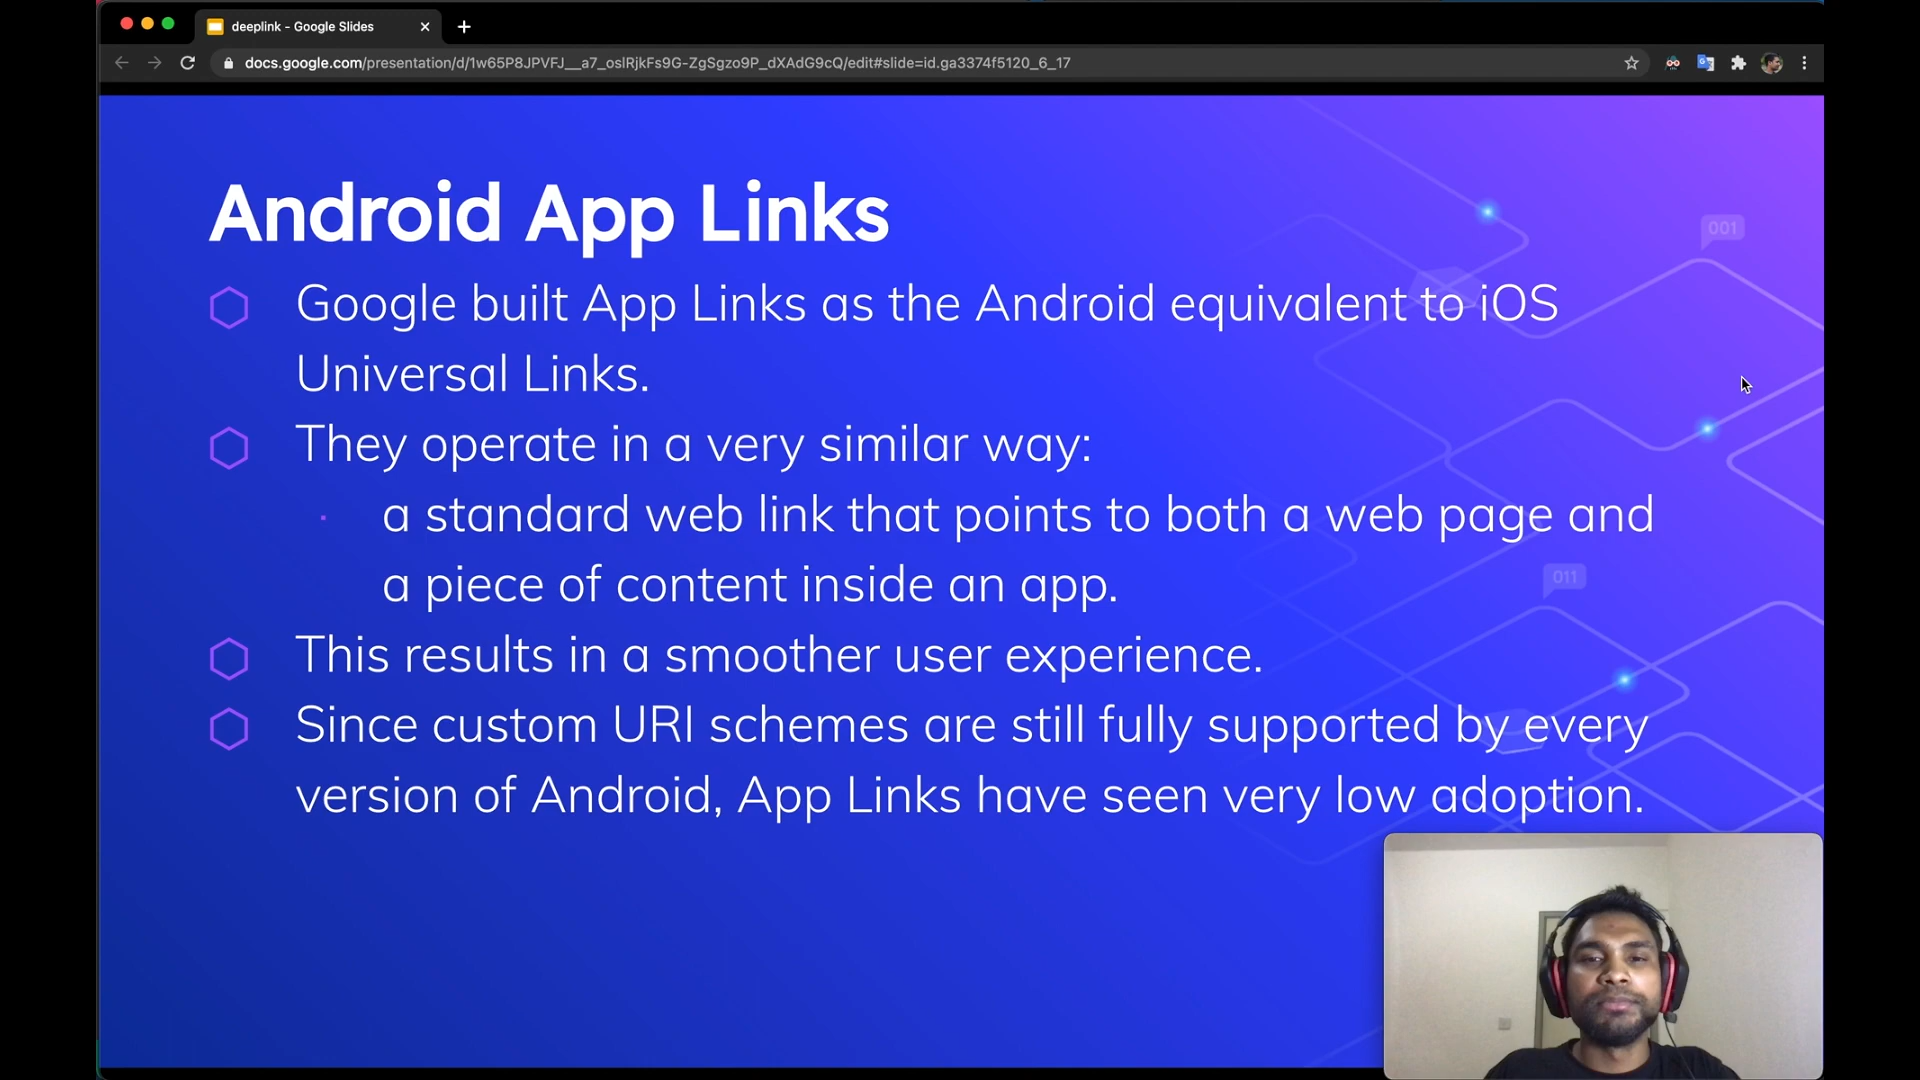 deeplink - Google Slides
docs.google.com/presentation/d/1w65P8JPVFJ__a7_oslRjkFs9G-ZgSgzo9P_dXAdG9cQ/edit#slide=id.ga3374f5120_6_17
Android App Links
001
Google built App Links as the Android equivalent to iOS
Universal Links.
They operate in a very similar way:
a standard web link that points to both a web page and
a piece of content inside an app.
011
This results in a smoother user experience.
Since custom URI schemes are still fully supported by every
version of Android, App Links have seen very low adoption.